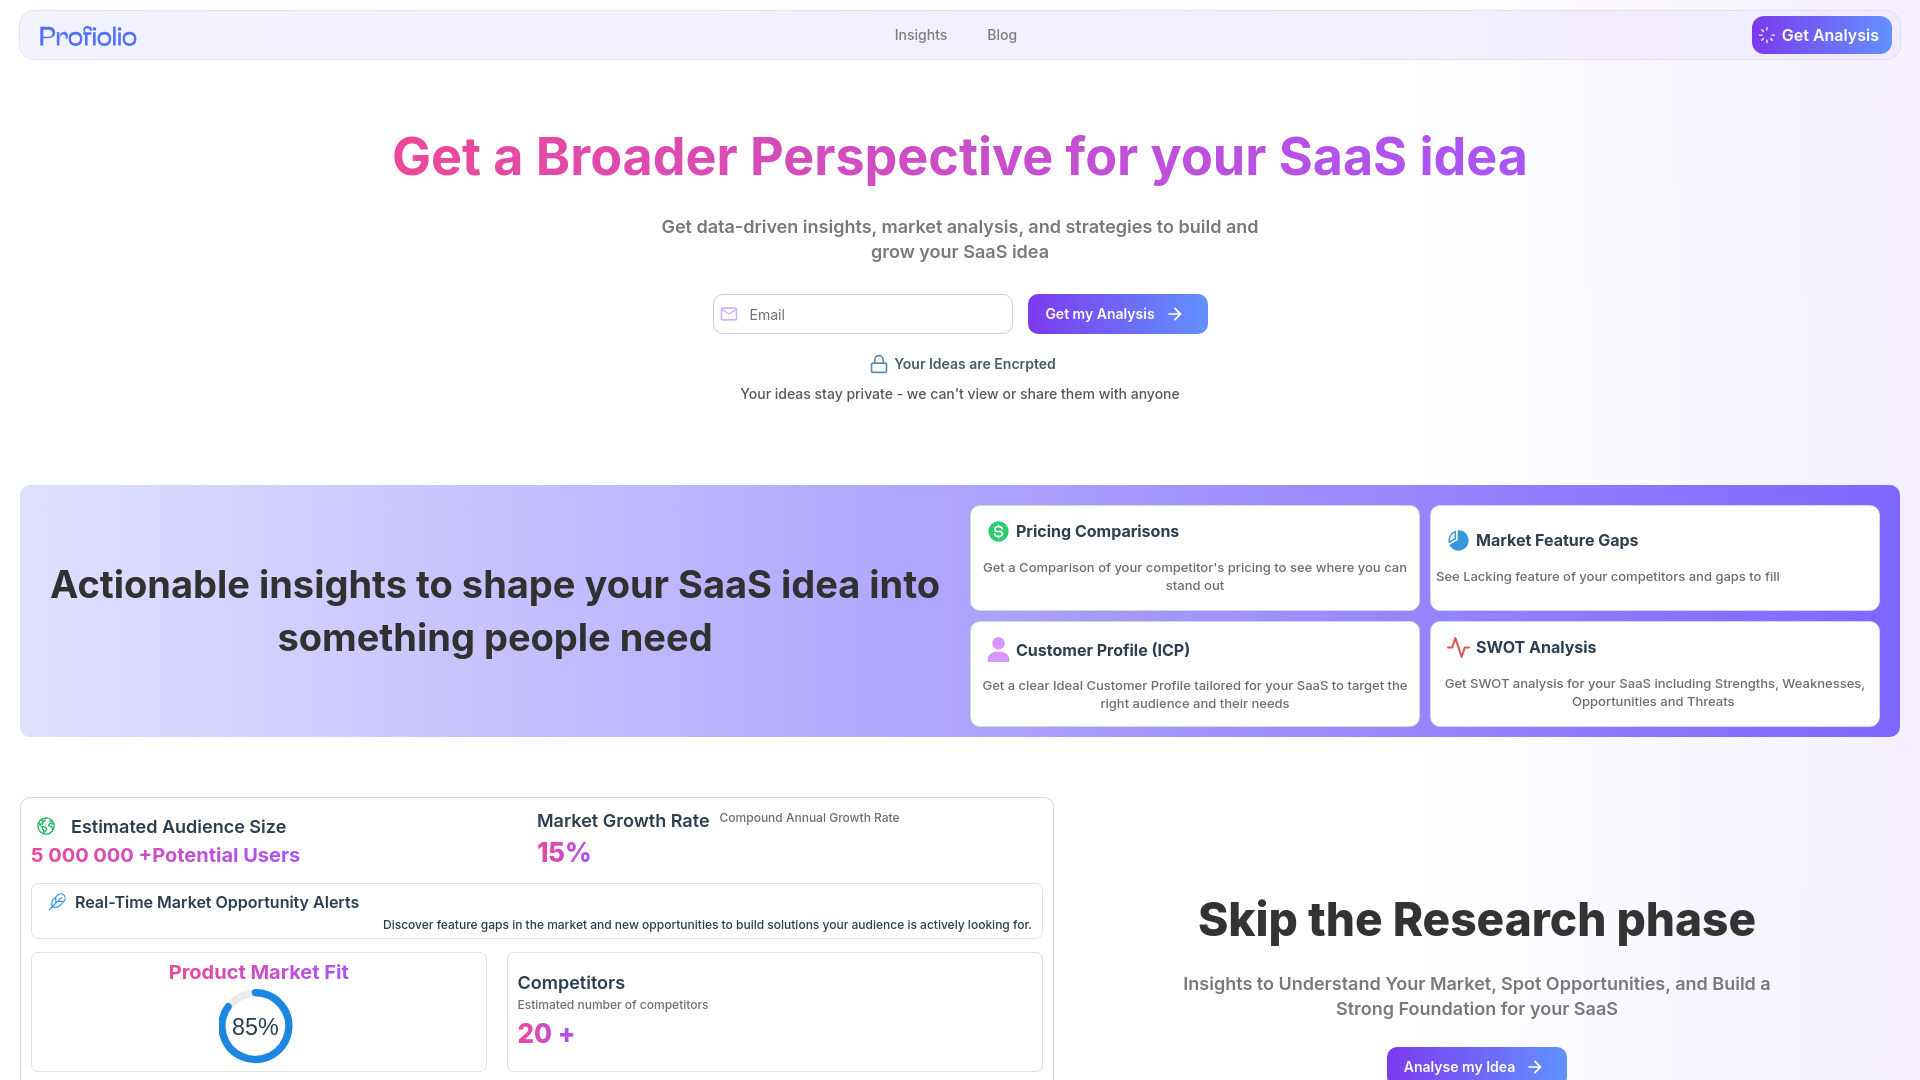 Profiolio
Insights
Blog
Get Analysis
Get a Broader Perspective for your SaaS idea
Get data-driven insights, market analysis, and strategies to build and
grow your SaaS idea
Email
Get my Analysis
Your Ideas are Encrpted
Your ideas stay private - we can't view or share them with anyone
Actionable insights to shape your SaaS idea into
something people need
Pricing Comparisons
Get a Comparison of your competitor's pricing to see where you can
stand out
Market Feature Gaps
See Lacking feature of your competitors and gaps to fill
Customer Profile (ICP)
Get a clear Ideal Customer Profile tailored for your SaaS to target the
right audience and their needs
SWOT Analysis
Get SWOT analysis for your SaaS including Strengths, Weaknesses,
Opportunities and Threats
Estimated Audience Size
5 000 000 +Potential Users
Market Growth Rate Compound Annual Growth Rate
15%
Real-Time Market Opportunity Alerts
Discover feature gaps in the market and new opportunities to build solutions your audience is actively looking for.
Product Market Fit
85%
Competitors
Estimated number of competitors
20 +
Skip the Research phase
Insights to Understand Your Market, Spot Opportunities, and Build a
Strong Foundation for your SaaS
Analyse my Idea